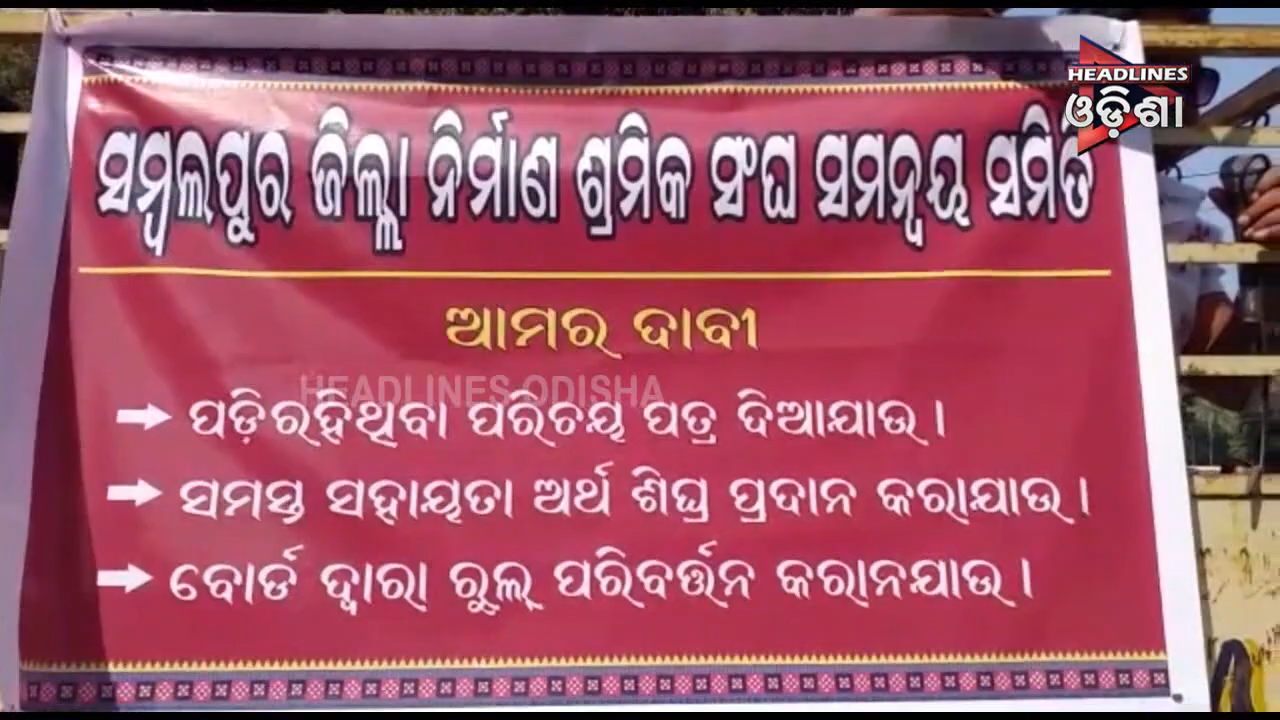 HEADLINES
ଓଡ଼ିଶା
ସମ୍ବଲପୁର ଜିଲ୍ଲା ନିର୍ମାଣ ଶ୍ରମିକ ସଂଘ ସମନ୍ୱୟ ସମିତି
ଆମର ଦାବୀ
HEADLINES ODISHA
➡ ପଡ଼ିରହିଥିବା ପରିଚୟ ପତ୍ର ଦିଆଯାଉ।
➡ ସମସ୍ତ ସହାୟତା ଅର୍ଥ ଶିଘ୍ର ପ୍ରଦାନ କରାଯାଉ।
➡ ବୋର୍ଡ ଦ୍ୱାରା ରୁଲ୍ ପରିବର୍ତ୍ତନ କରାନଯାଉ।